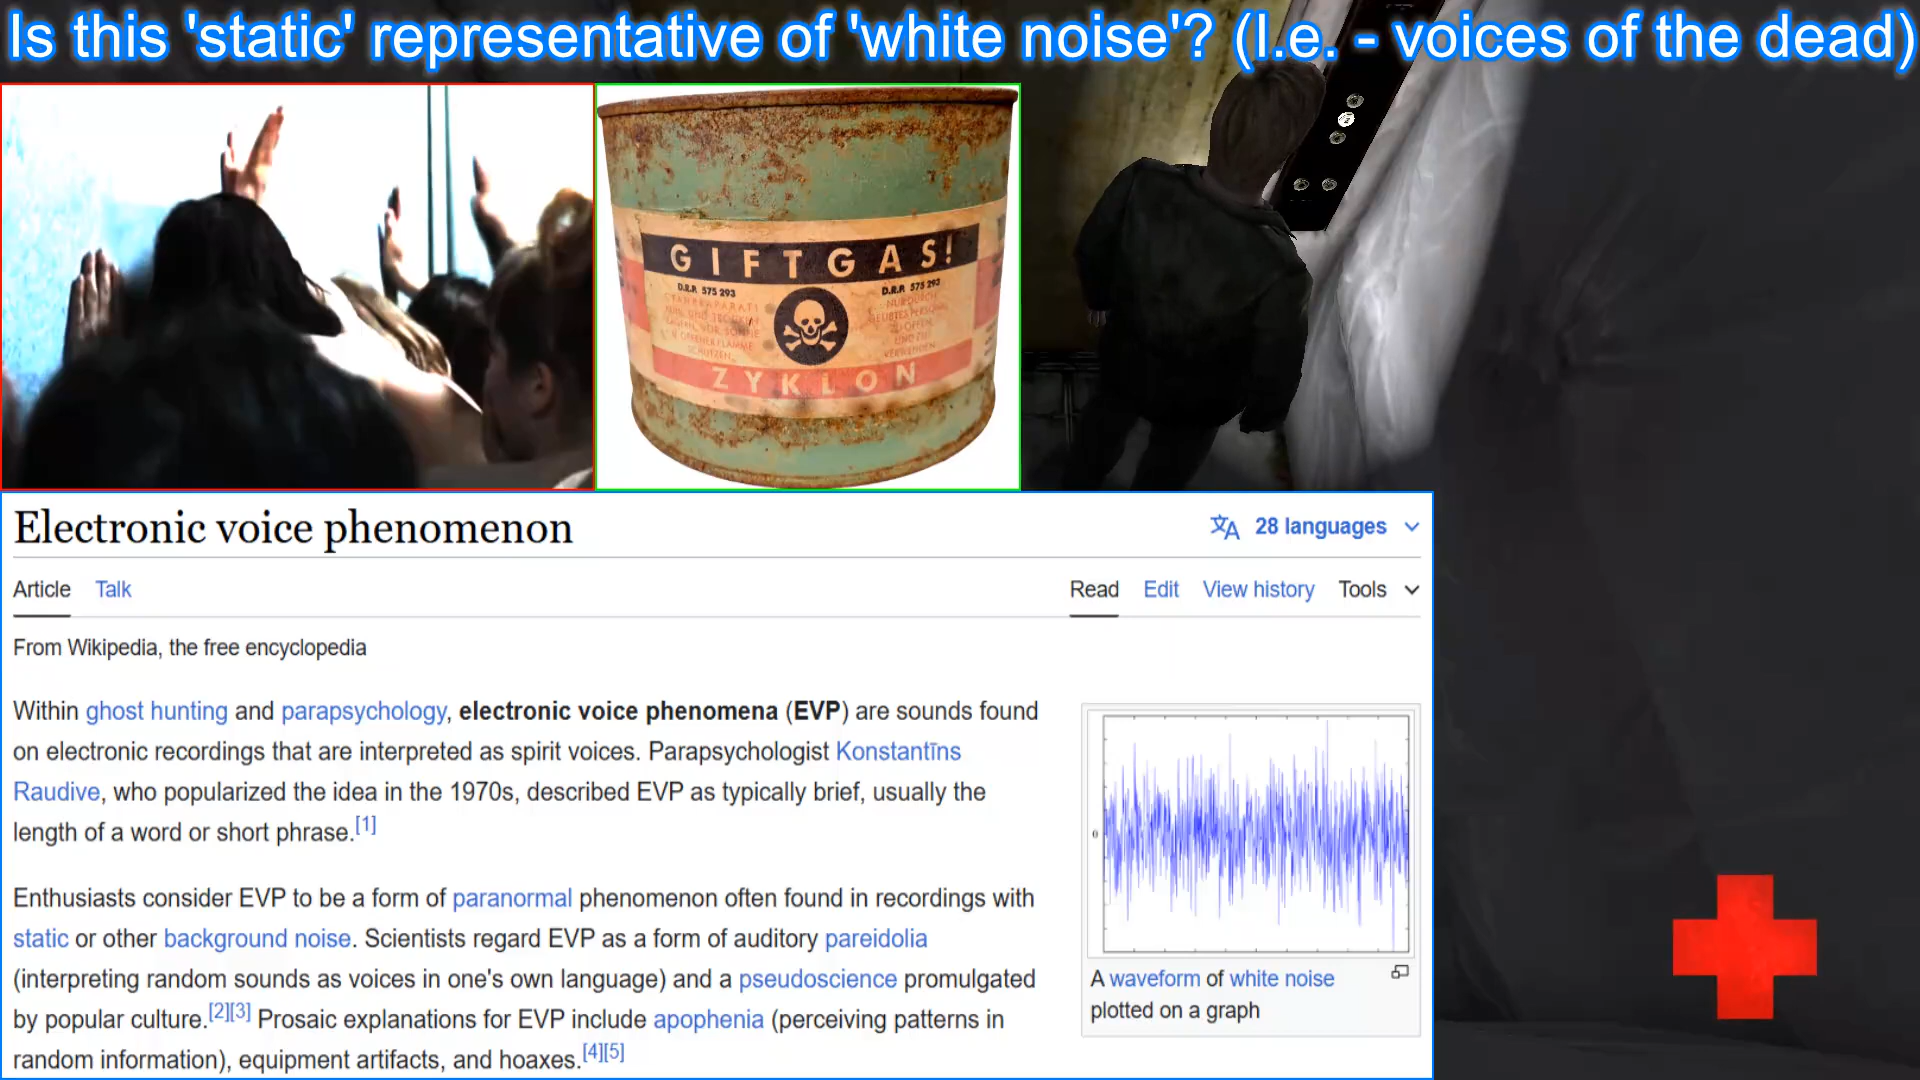 Is this 'static' representative of 'white noise'? (I.e. - voices of the dead)
GIFTGAS!
D.R.P. 575 293
D.R.P. 575 293
ZYKLON
Electronic voice phenomenon
28 languages
Article Talk
Read Edit View history Tools
From Wikipedia, the free encyclopedia
Within ghost hunting and parapsychology, electronic voice phenomena (EVP) are sounds found
on electronic recordings that are interpreted as spirit voices. Parapsychologist Konstantīns
Raudive, who popularized the idea in the 1970s, described EVP as typically brief, usually the
length of a word or short phrase.[1]
Enthusiasts consider EVP to be a form of paranormal phenomenon often found in recordings with
static or other background noise. Scientists regard EVP as a form of auditory pareidolia
(interpreting random sounds as voices in one's own language) and a pseudoscience promulgated
by popular culture.[2][3] Prosaic explanations for EVP include apophenia (perceiving patterns in
random information), equipment artifacts, and hoaxes.[4][5]
0
A waveform of white noise
plotted on a graph